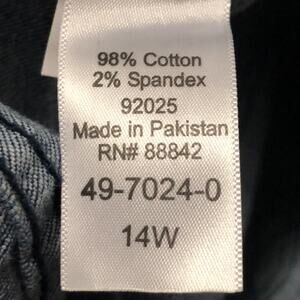 98% Cotton
2% Spandex
92025
Made in Pakistan
RN# 88842
49-7024-0
14W